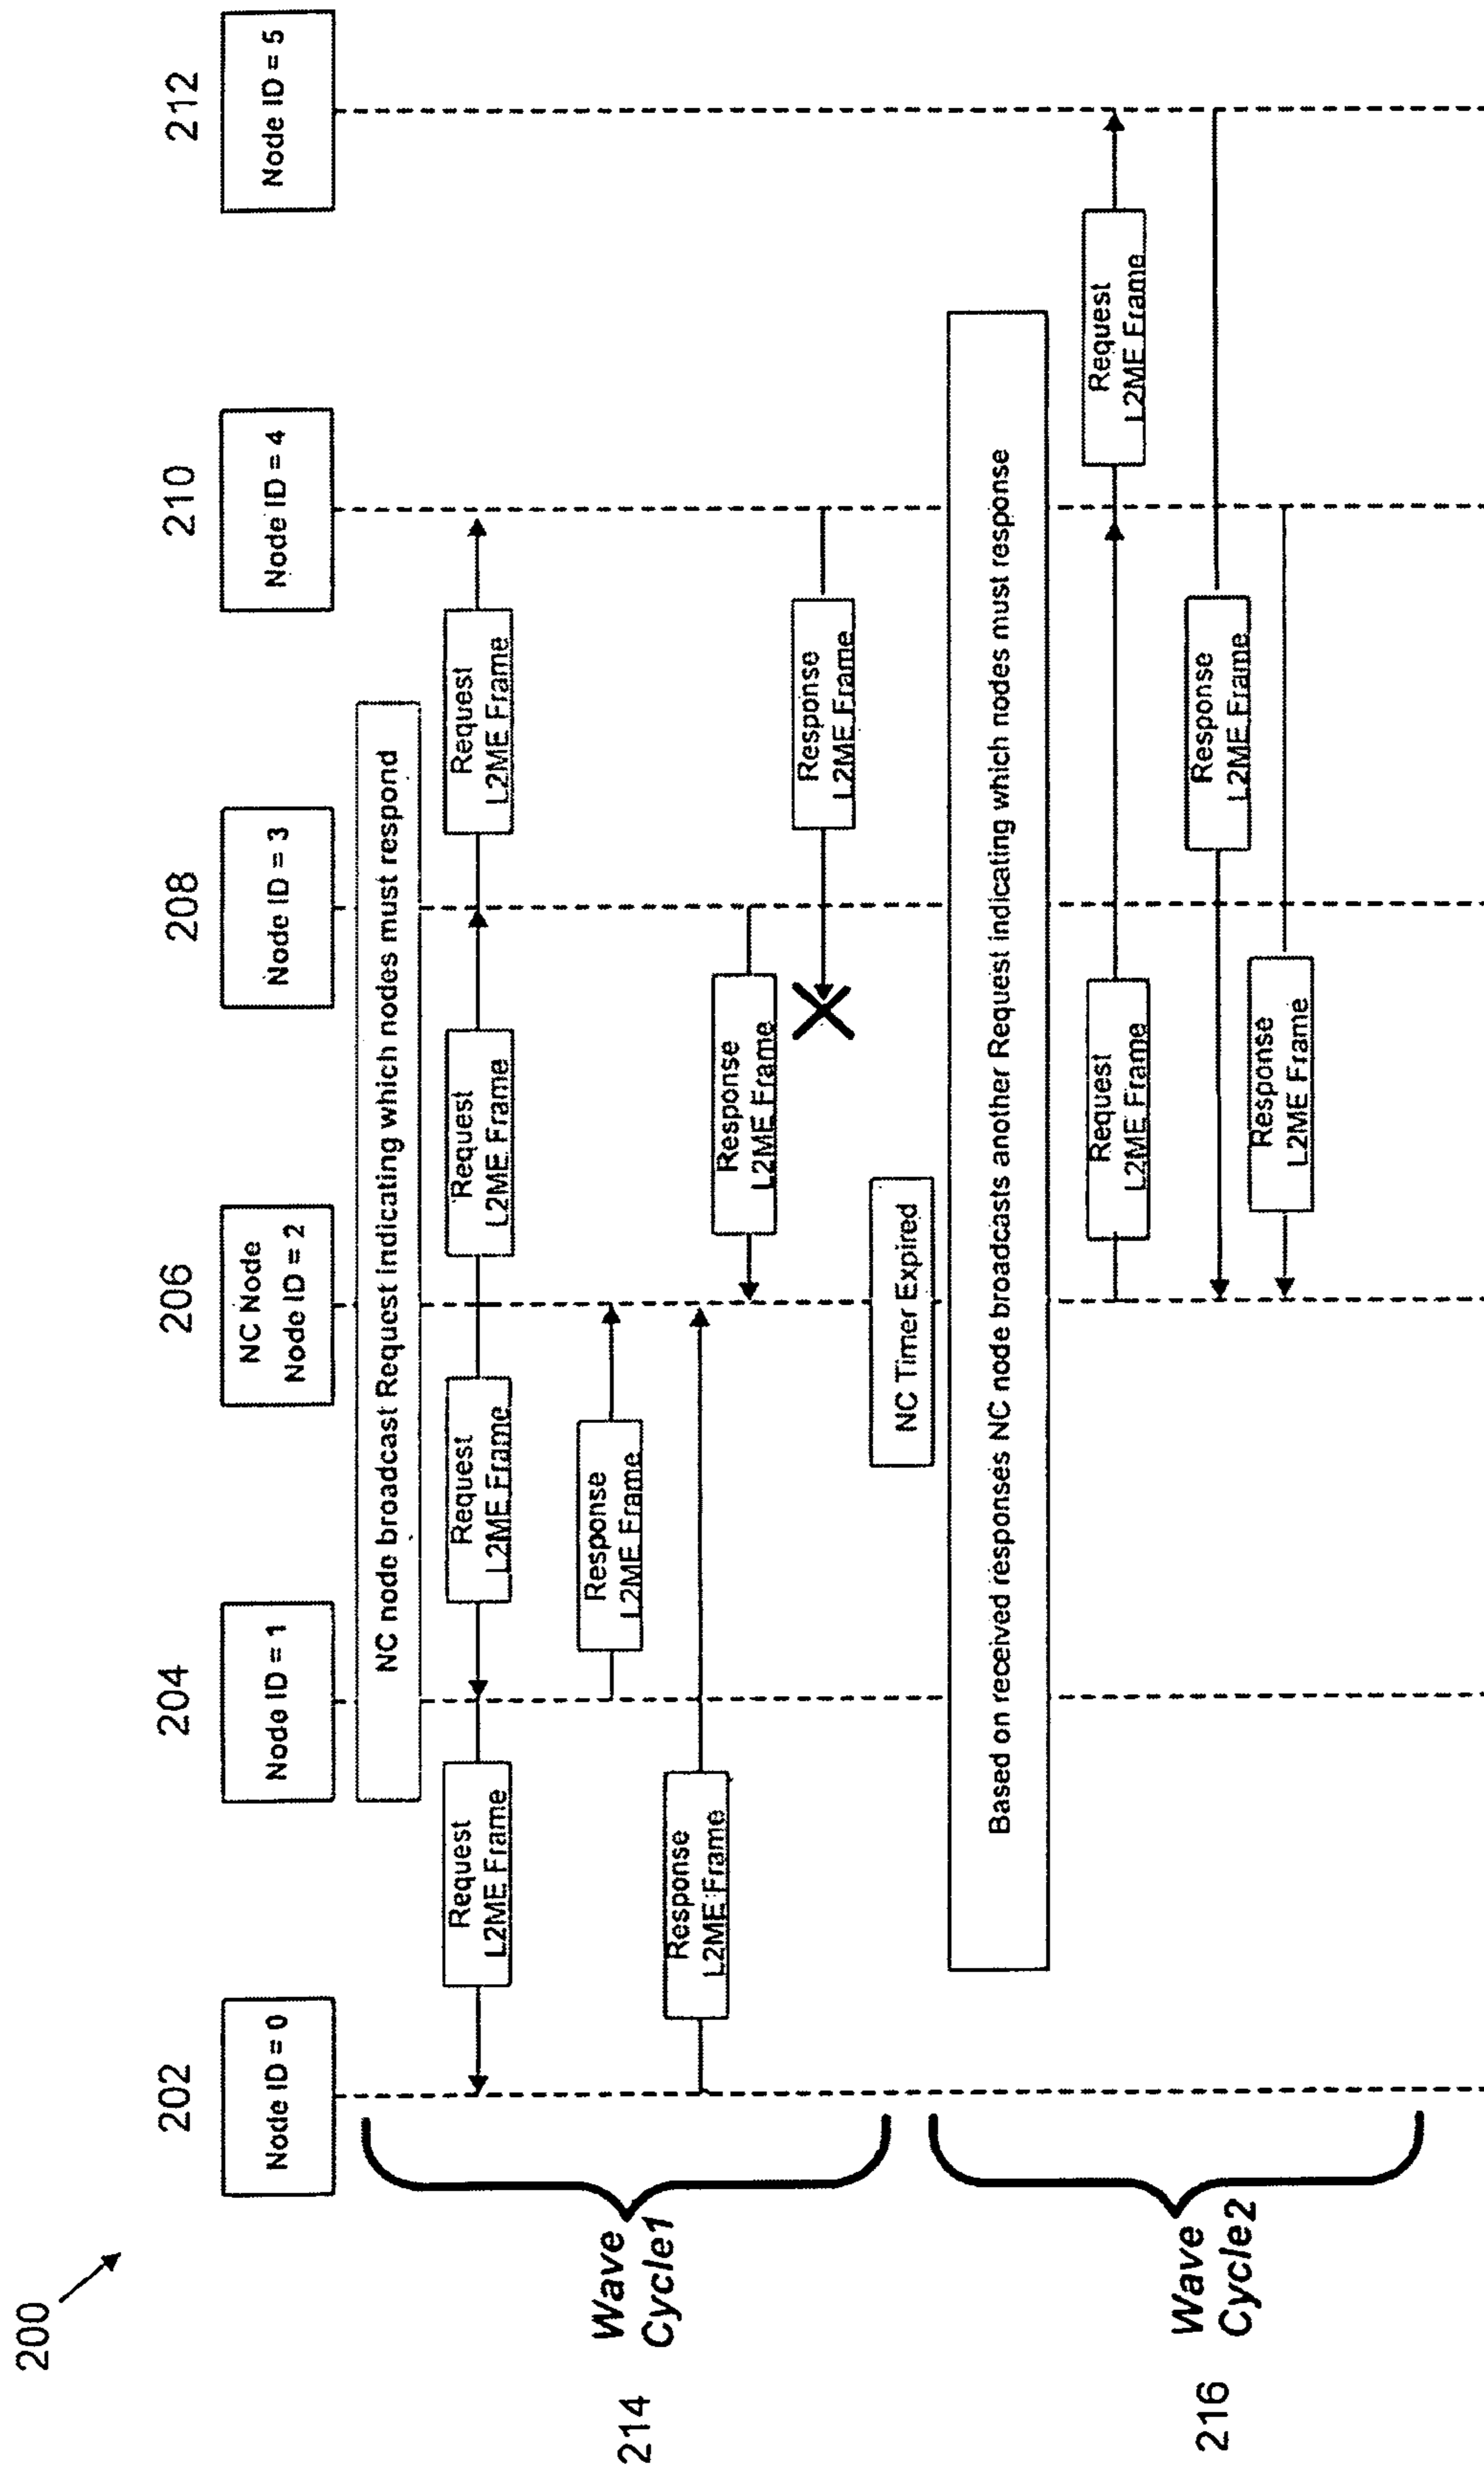 200
202
204
206
208
210
212
Node ID = 0
Node ID = 1
NC Node
Node ID = 2
Node ID = 3
Node ID = 4
Node ID = 5
NC node broadcast Request indicating which nodes must respond
Request
L2ME Frame
Request
L2ME Frame
Request
L2ME Frame
Request
L2ME Frame
Response
L2ME Frame
Response
L2ME Frame
Response
L2ME Frame
Response
L2ME Frame
Wave
Cycle1
214
NC Timer Expired
Based on received responses NC node broadcasts another Request indicating which nodes must response
Request
L2ME Frame
Request
L2ME Frame
Response
L2ME Frame
Response
L2ME Frame
Wave
Cycle2
216